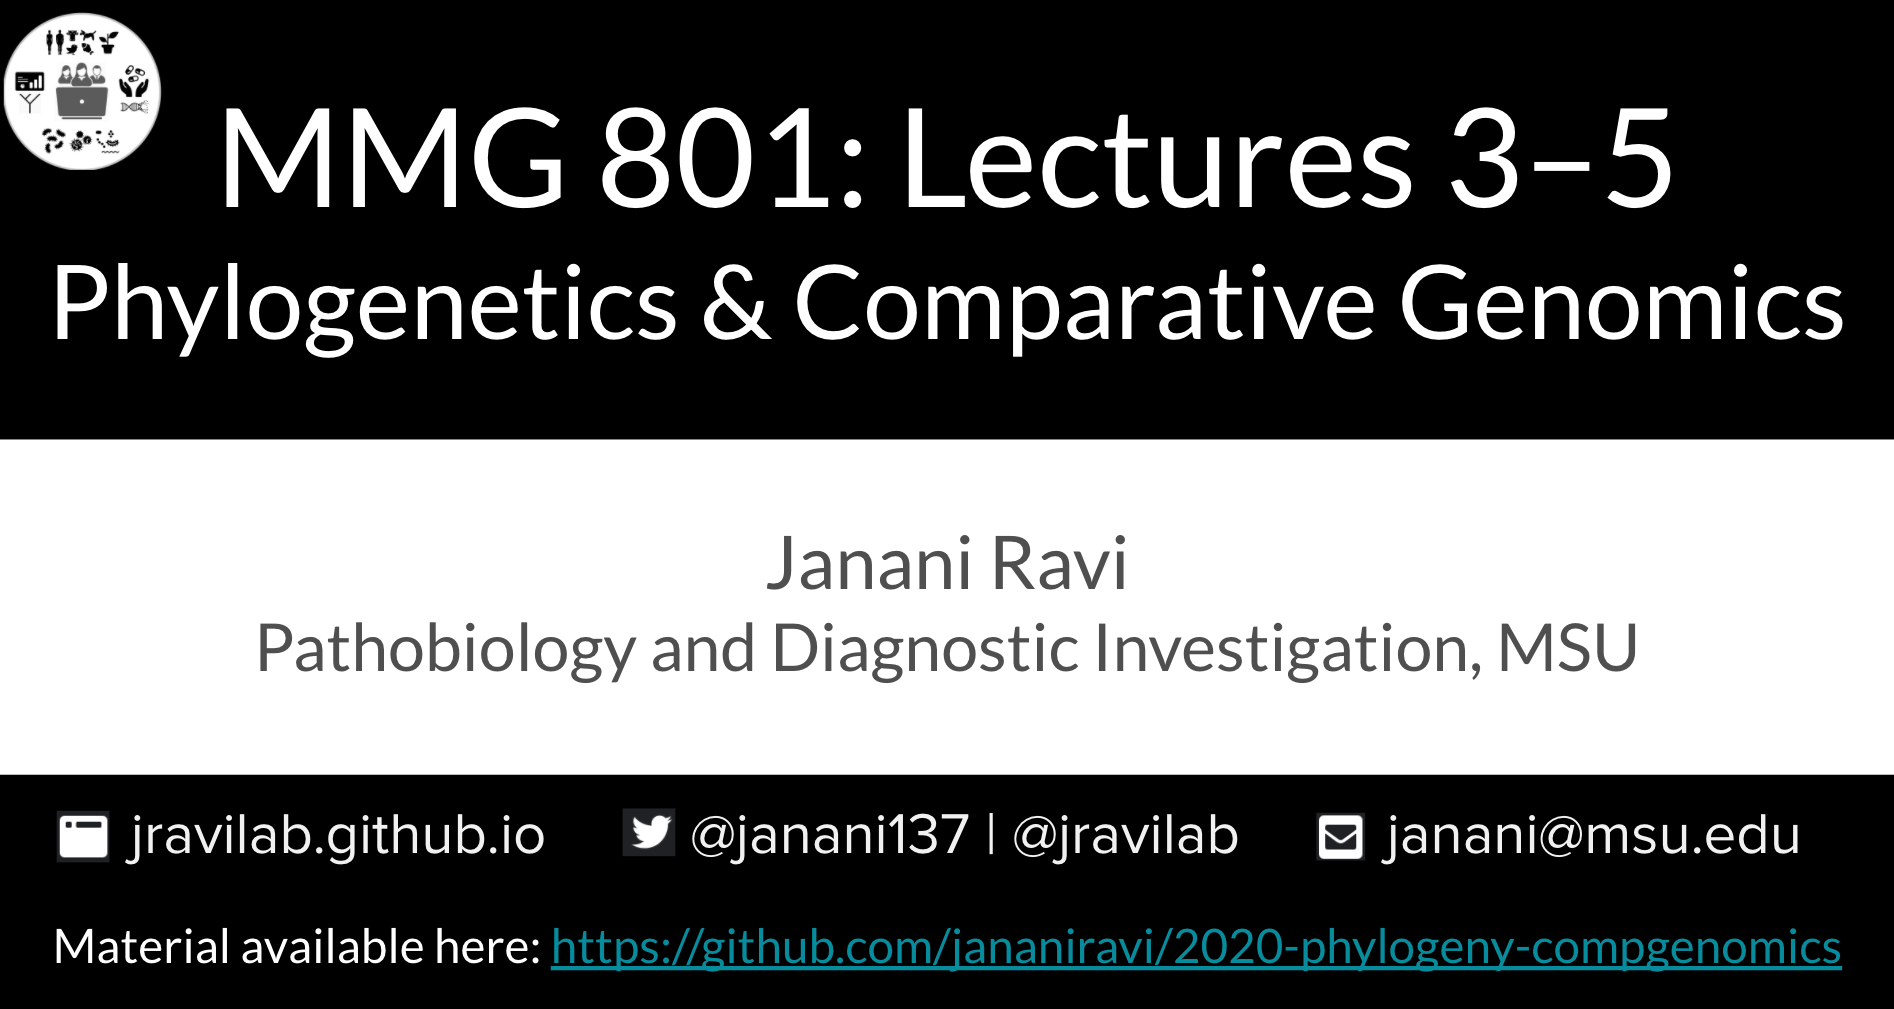 MMG 801: Lectures 3–5
Phylogenetics & Comparative Genomics
Janani Ravi
Pathobiology and Diagnostic Investigation, MSU
jravilab.github.io
@janani137 | @jravilab
janani@msu.edu
Material available here: https://github.com/jananiravi/2020-phylogeny-compgenomics